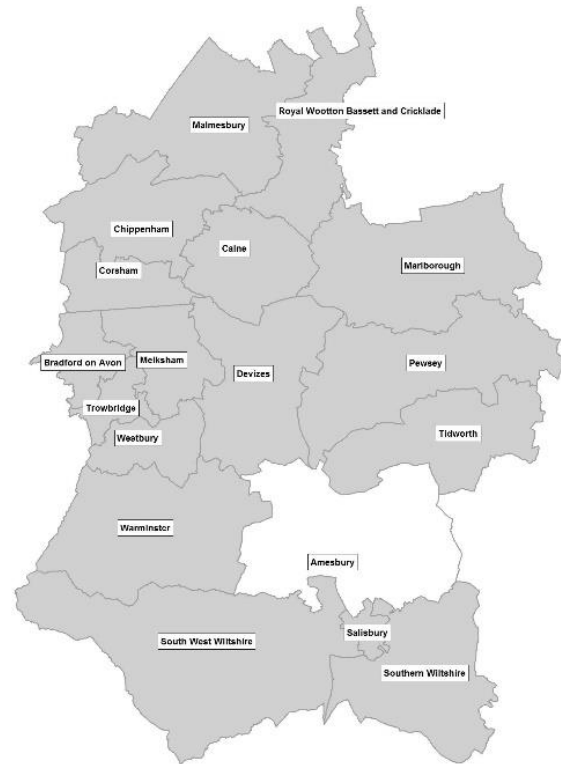 Royal Wootton Bassett and Cricklade
Malmesbury
Chippenham
Calne
Corsham
Marlborough
Bradford on Avon
Melksham
Devizes
Pewsey
Trowbridge
Westbury
Tidworth
Warminster
Amesbury
South West Wiltshire
Salisbury
Southern Wiltshire